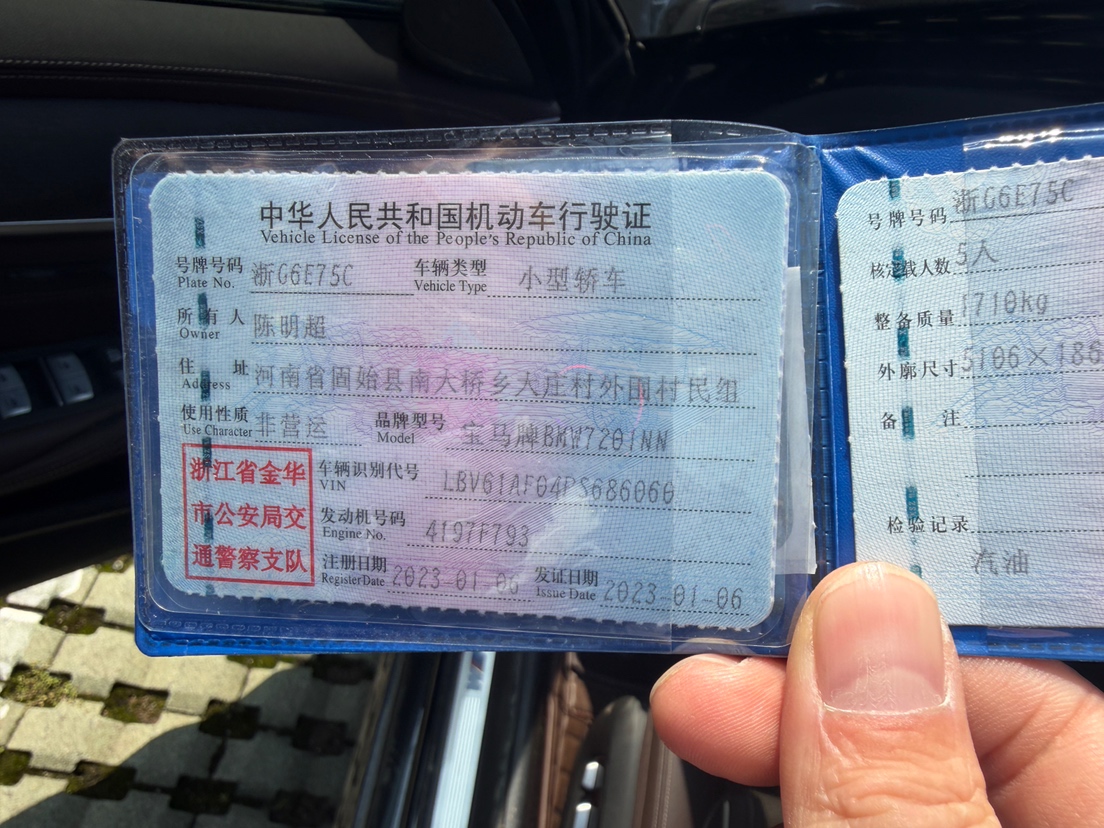 中华人民共和国机动车行驶证
Vehicle License of the People's Republic of China
号牌号码 浙G6E75C 车辆类型 小型轿车
Plate No. Vehicle Type
所有人 陈明超
Owner
住址 河南省固始县南大桥乡大庄村外围村民组
Address
使用性质 非营运 品牌型号 宝马牌BMW7201NN
Use Character Model
浙江省金华
市公安局交
通警察支队
车辆识别代号
VIN
发动机号码 4197F793
Engine No.
注册日期 2023-01-06 发证日期 2023-01-06
Register Date Issue Date
号牌号码 浙G6E75C
核定载人数 5人
整备质量 1710kg
外廓尺寸 5106×186
备注
检验记录
汽油